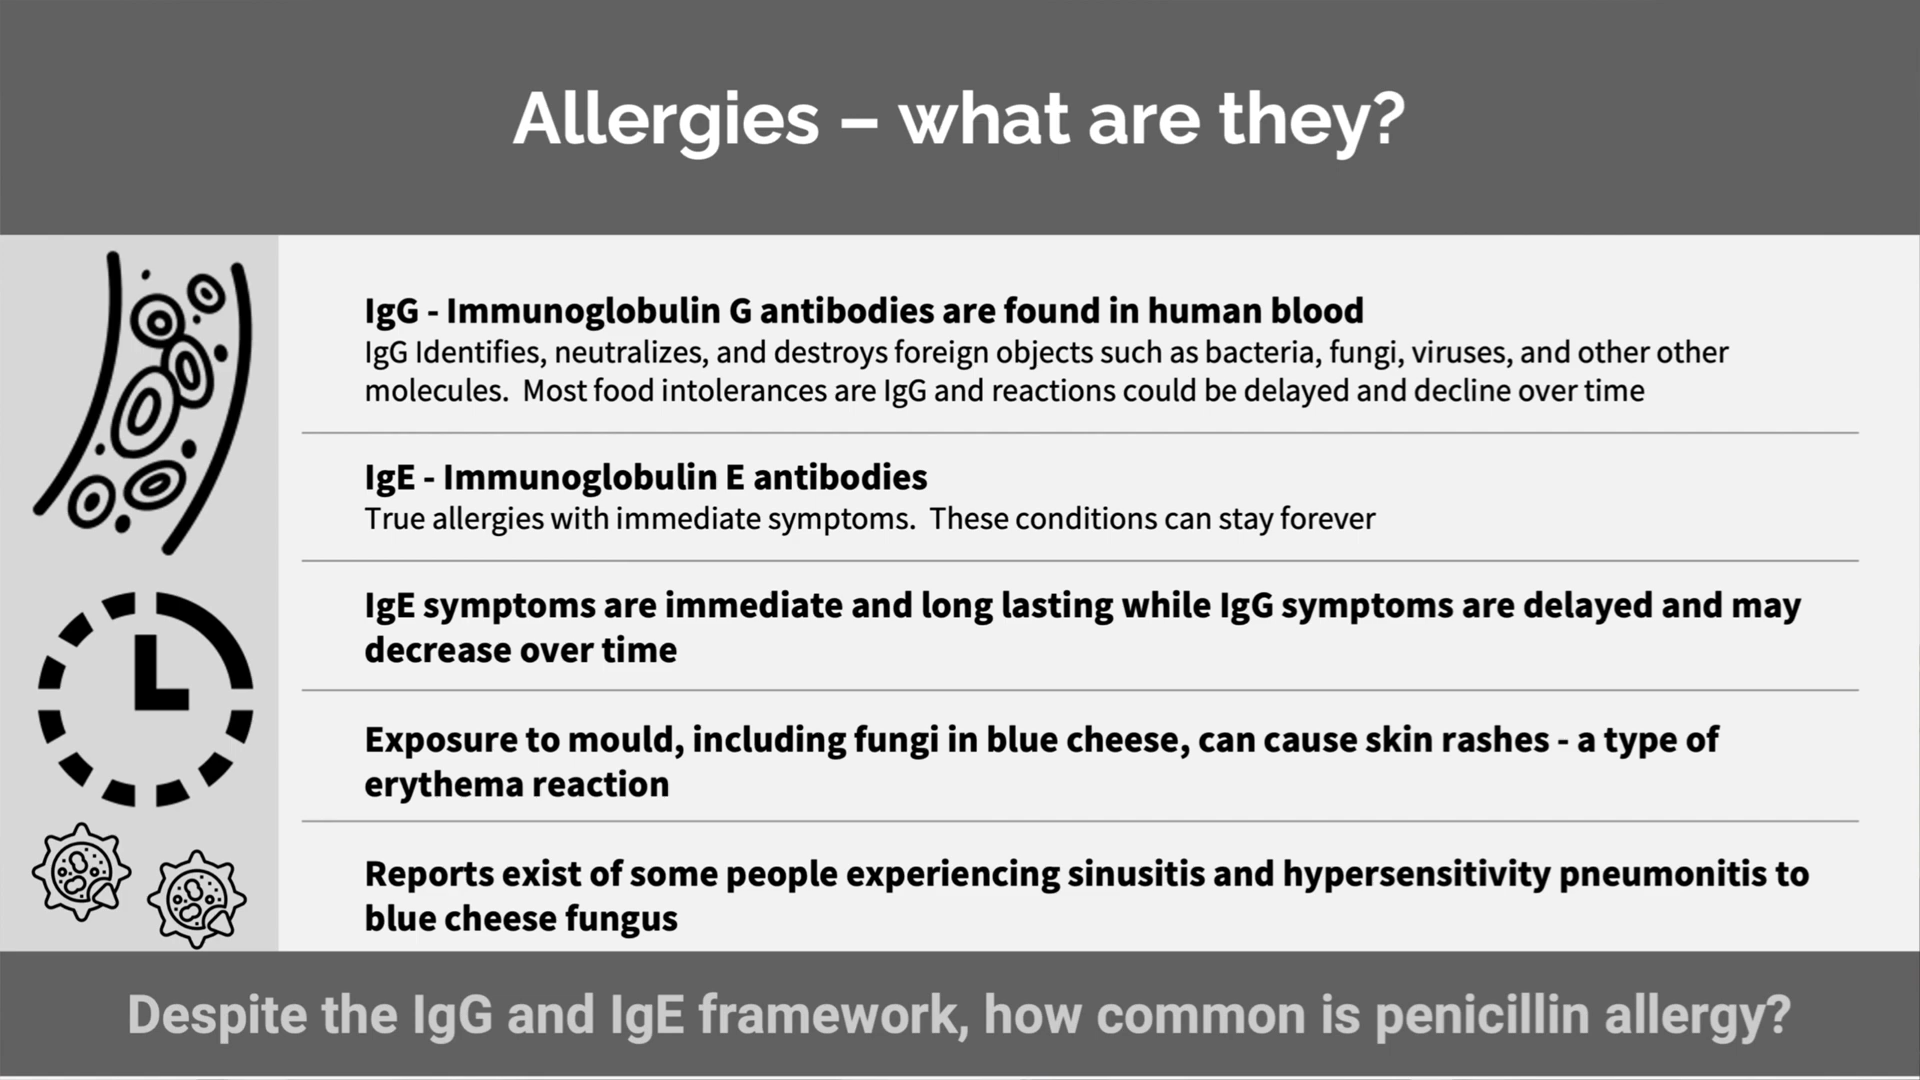 Allergies – what are they?
IgG - Immunoglobulin G antibodies are found in human blood
IgG Identifies, neutralizes, and destroys foreign objects such as bacteria, fungi, viruses, and other other
molecules.  Most food intolerances are IgG and reactions could be delayed and decline over time
IgE - Immunoglobulin E antibodies
True allergies with immediate symptoms.  These conditions can stay forever
IgE symptoms are immediate and long lasting while IgG symptoms are delayed and may
decrease over time
Exposure to mould, including fungi in blue cheese, can cause skin rashes - a type of
erythema reaction
Reports exist of some people experiencing sinusitis and hypersensitivity pneumonitis to
blue cheese fungus
Despite the IgG and IgE framework, how common is penicillin allergy?